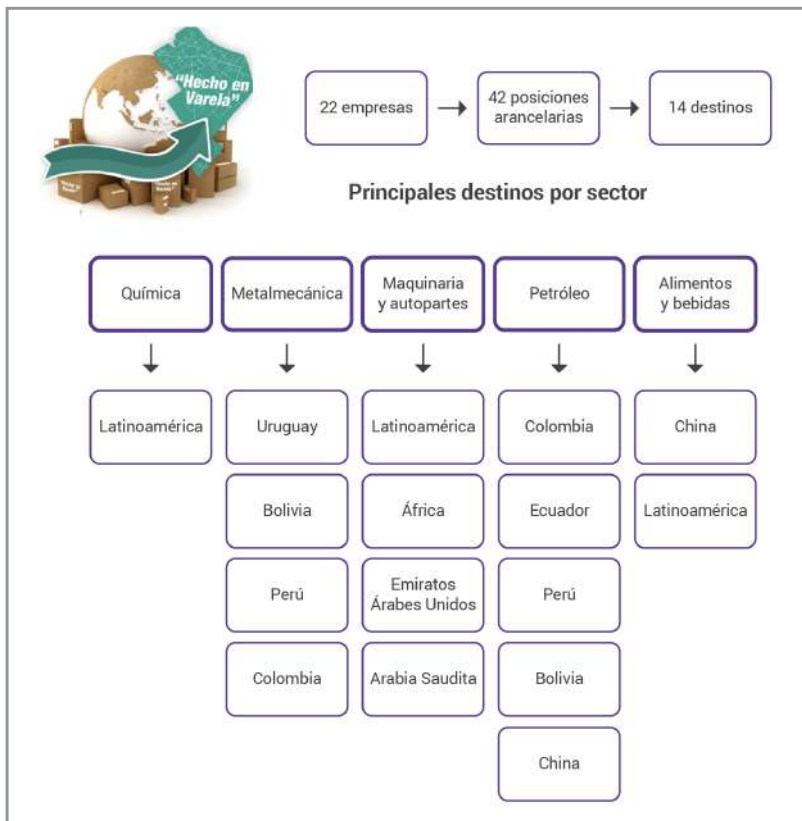 "Hecho en
Varela"
22 empresas
42 posiciones
arancelarias
14 destinos
Principales destinos por sector
Química
Metalmecánica
Maquinaria
y autopartes
Petróleo
Alimentos
y bebidas
Latinoamérica
Uruguay
Latinoamérica
Colombia
China
Bolivia
África
Ecuador
Latinoamérica
Perú
Emiratos
Árabes Unidos
Perú
Colombia
Arabia Saudita
Bolivia
China